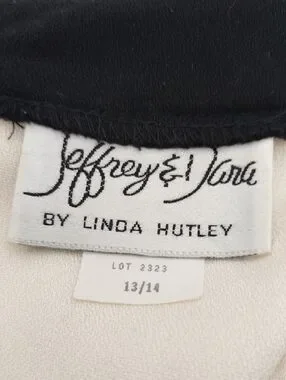 Jeffrey & Dara
BY LINDA HUTLEY
LOT 2323
13/14